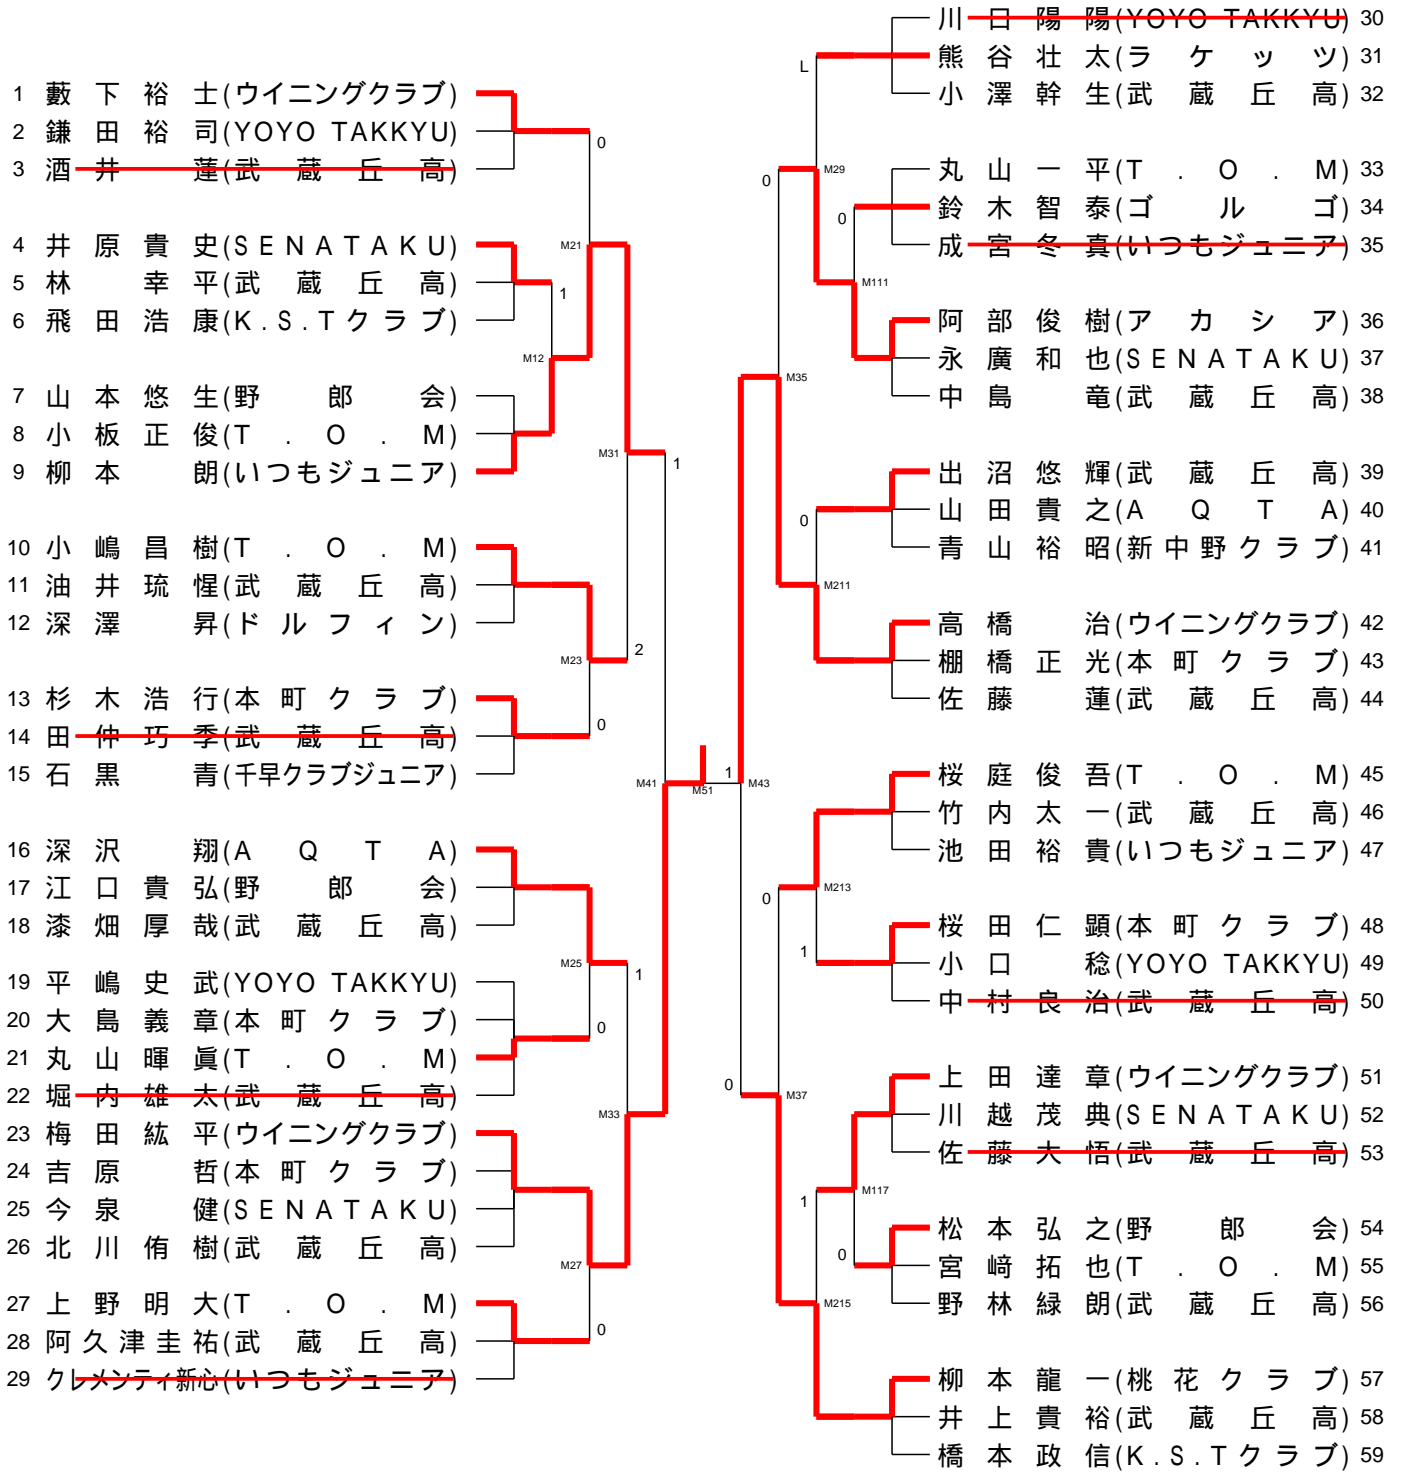 1 藪下裕士(ウイニングクラブ)
2 鎌田裕司(YOYO TAKKYU)
3 酒井蓮(武蔵丘高)
0
4 井原貴史(SENATAKU)
M21
5 林幸平(武蔵丘高)
1
6 飛田浩康(K.S.Tクラブ)
M12
7 山本悠生(野郎会)
8 小板正俊(T.O.M)
9 柳本朗(いつもジュニア)
M31
1
10 小嶋昌樹(T.O.M)
11 油井琉惺(武蔵丘高)
12 深澤昇(ドルフィン)
M23
2
13 杉木浩行(本町クラブ)
14 田仲巧季(武蔵丘高)
0
15 石黒青(千早クラブジュニア)
M41
M51
16 深沢翔(AQTA)
17 江口貴弘(野郎会)
18 漆畑厚哉(武蔵丘高)
M25
1
19 平嶋史武(YOYO TAKKYU)
20 大島義章(本町クラブ)
0
21 丸山暉眞(T.O.M)
22 堀内雄太(武蔵丘高)
M33
23 梅田紘平(ウイニングクラブ)
24 吉原哲(本町クラブ)
25 今泉健(SENATAKU)
26 北川侑樹(武蔵丘高)
M27
27 上野明大(T.O.M)
0
28 阿久津圭祐(武蔵丘高)
29 クレメンティ新心(いつもジュニア)
川口陽陽(YOYO TAKKYU) 30
熊谷壮太(ラケッツ) 31
L
小澤幹生(武蔵丘高) 32
丸山一平(T.O.M) 33
M29
0
鈴木智泰(ゴルゴ) 34
0
成宮冬真(いつもジュニア) 35
M111
阿部俊樹(アカシア) 36
永廣和也(SENATAKU) 37
M35
中島竜(武蔵丘高) 38
出沼悠輝(武蔵丘高) 39
山田貴之(AQTA) 40
0
青山裕昭(新中野クラブ) 41
M211
高橋治(ウイニングクラブ) 42
棚橋正光(本町クラブ) 43
佐藤蓮(武蔵丘高) 44
桜庭俊吾(T.O.M) 45
1
M43
竹内太一(武蔵丘高) 46
池田裕貴(いつもジュニア) 47
M213
0
桜田仁顕(本町クラブ) 48
1
小口稔(YOYO TAKKYU) 49
中村良治(武蔵丘高) 50
上田達章(ウイニングクラブ) 51
0
M37
川越茂典(SENATAKU) 52
佐藤大悟(武蔵丘高) 53
M117
1
松本弘之(野郎会) 54
0
宮﨑拓也(T.O.M) 55
野林緑朗(武蔵丘高) 56
M215
柳本龍一(桃花クラブ) 57
井上貴裕(武蔵丘高) 58
橋本政信(K.S.Tクラブ) 59